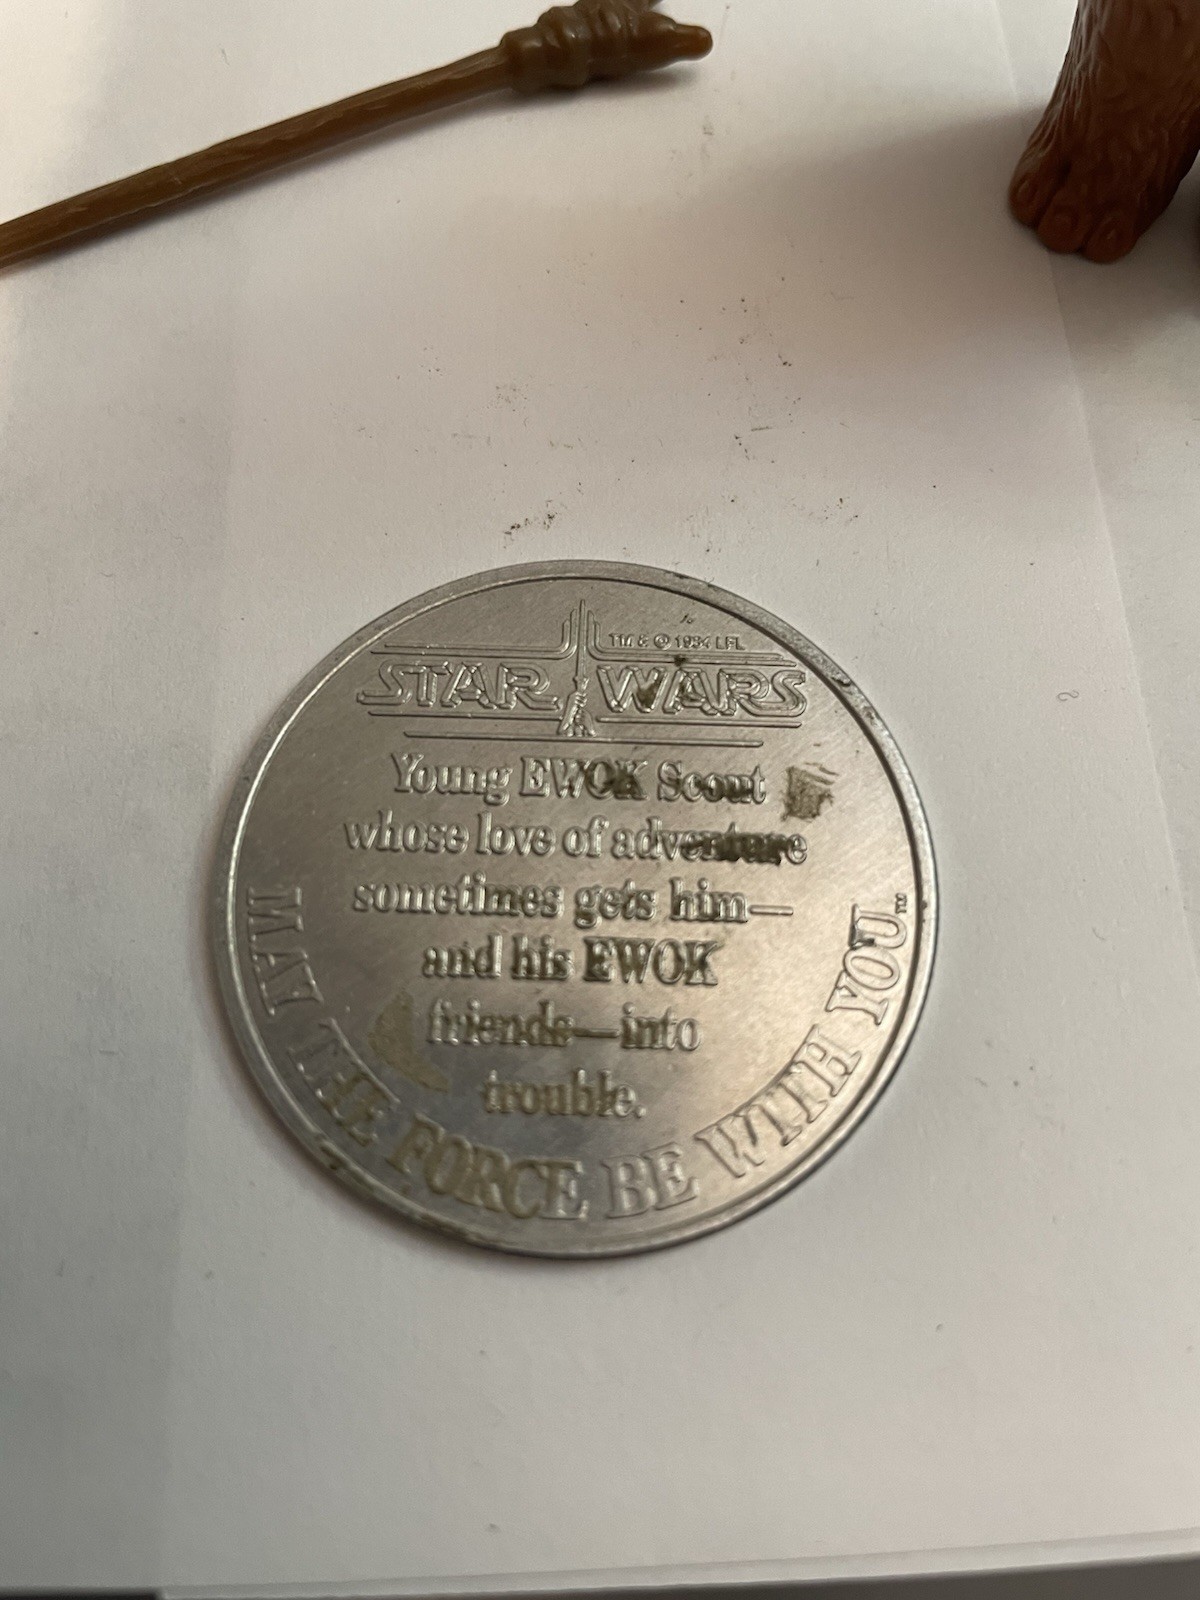 TM & © 1984 LFL
STAR WARS
Young EWOK Scout
whose love of adventure
sometimes gets him—
and his EWOK
friends—into
trouble.
MAY THE FORCE BE WITH YOU™